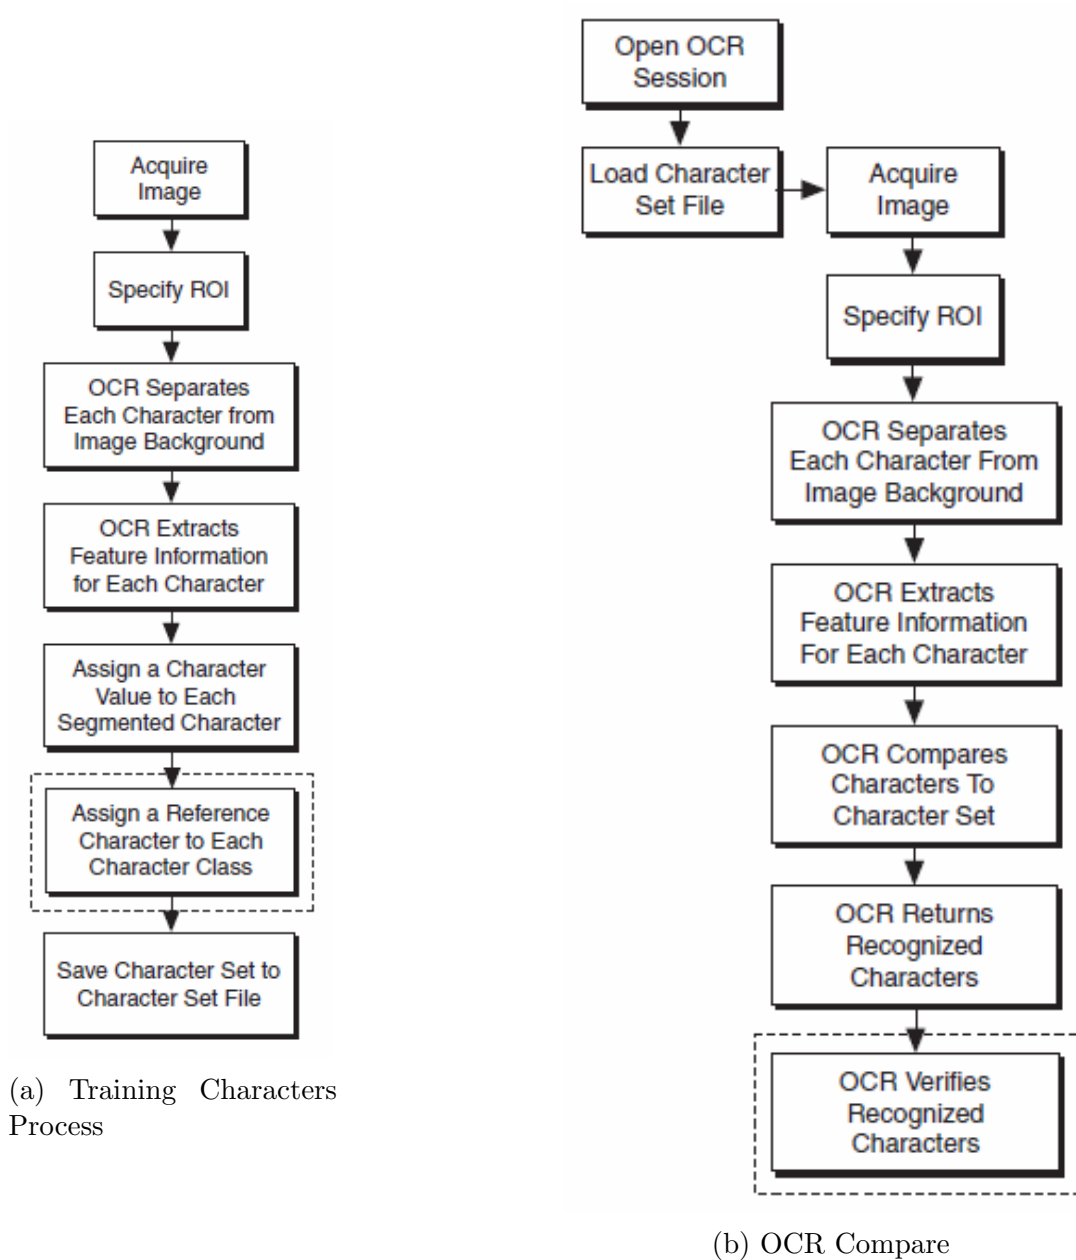 Acquire
Image
Specify ROI
OCR Separates
Each Character from
Image Background
OCR Extracts
Feature Information
for Each Character
Assign a Character
Value to Each
Segmented Character
Assign a Reference
Character to Each
Character Class
Save Character Set to
Character Set File
(a) Training Characters
Process
Open OCR
Session
Load Character
Set File
Acquire
Image
Specify ROI
OCR Separates
Each Character From
Image Background
OCR Extracts
Feature Information
For Each Character
OCR Compares
Characters To
Character Set
OCR Returns
Recognized
Characters
OCR Verifies
Recognized
Characters
(b) OCR Compare